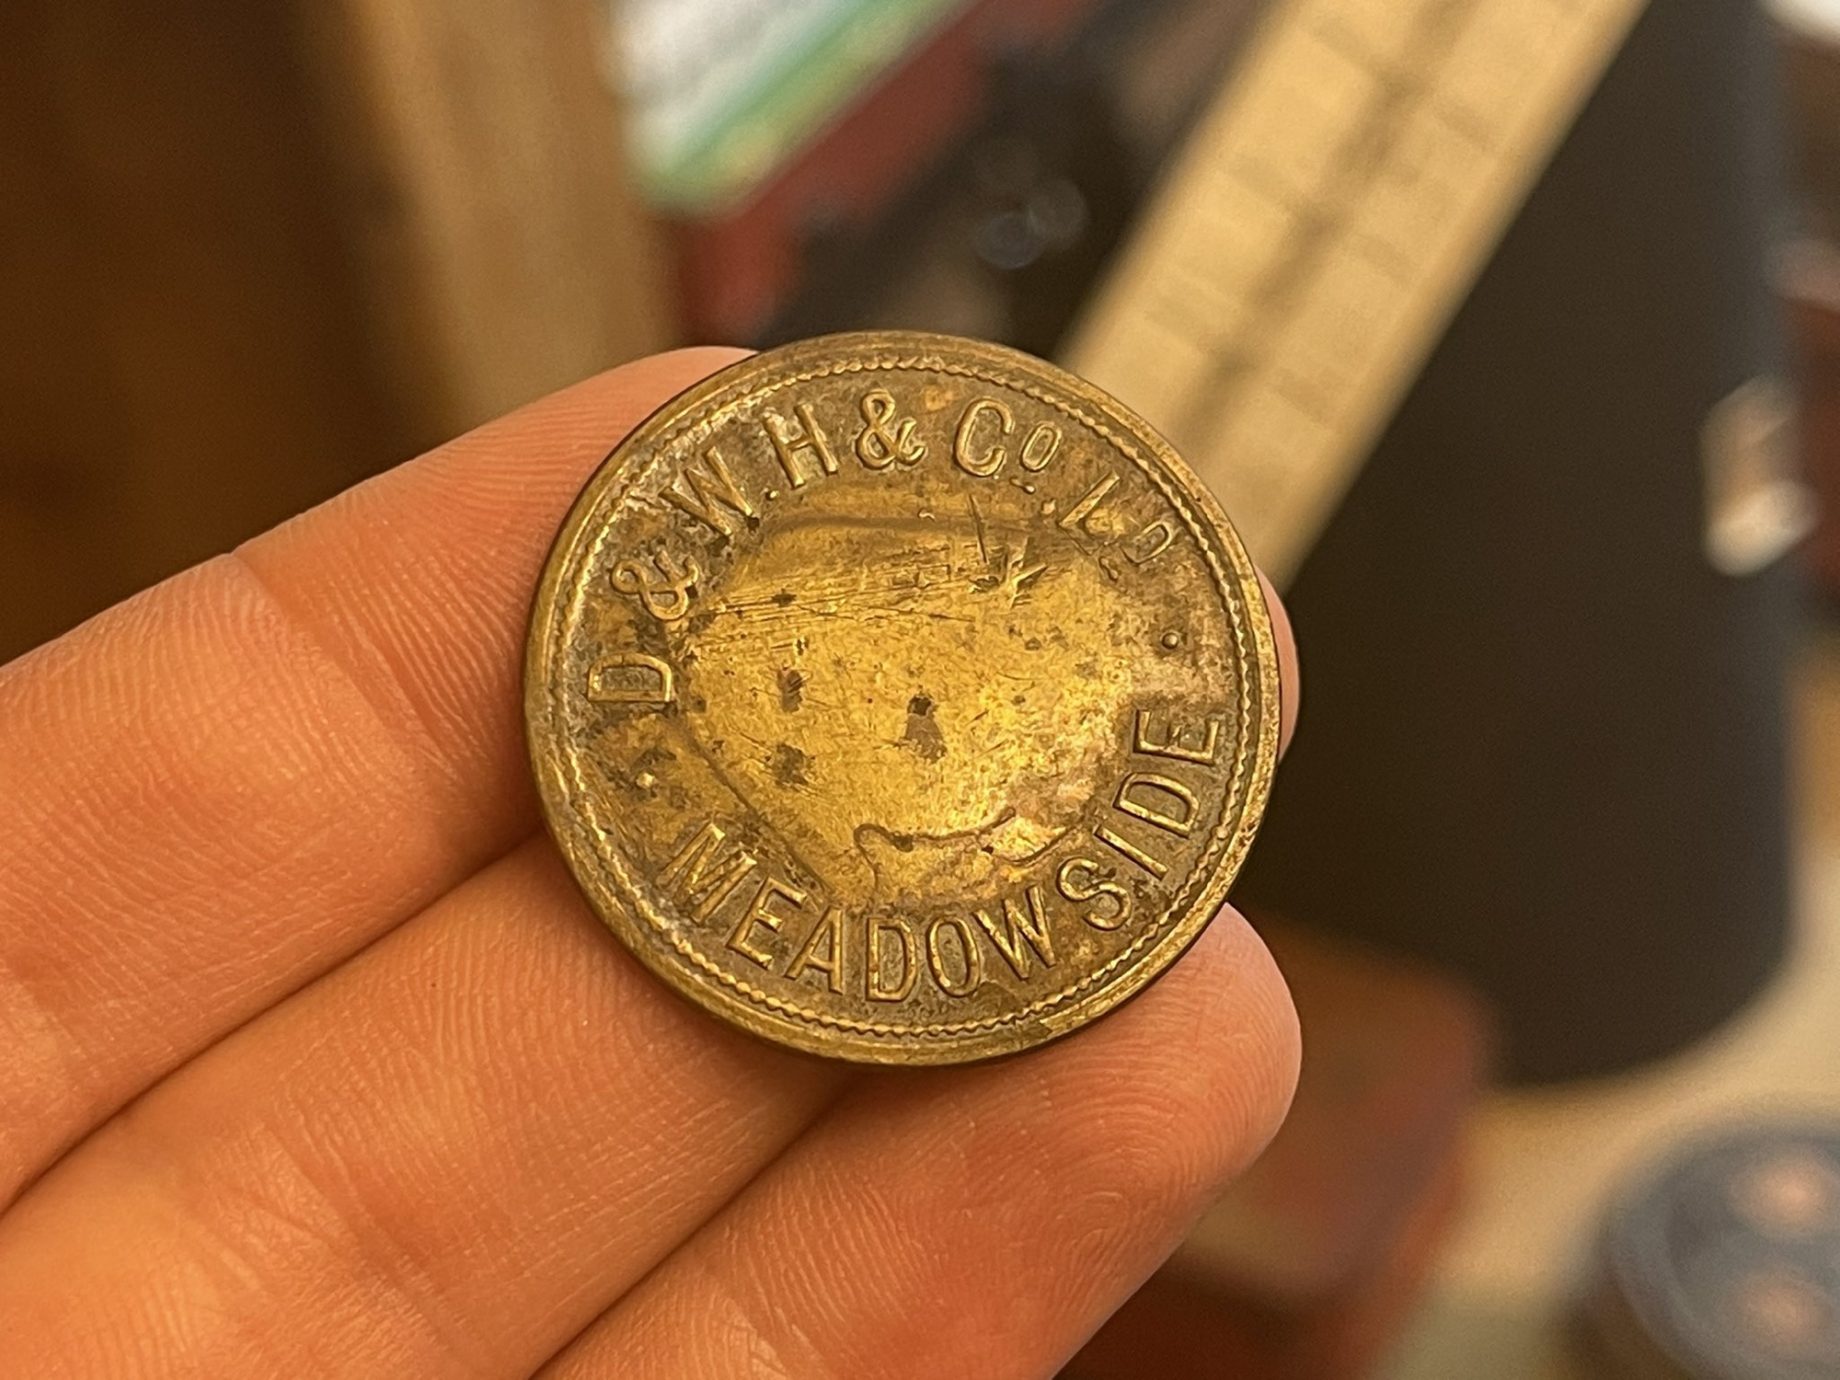 D & W. H & Co. LD
MEADOWSIDE